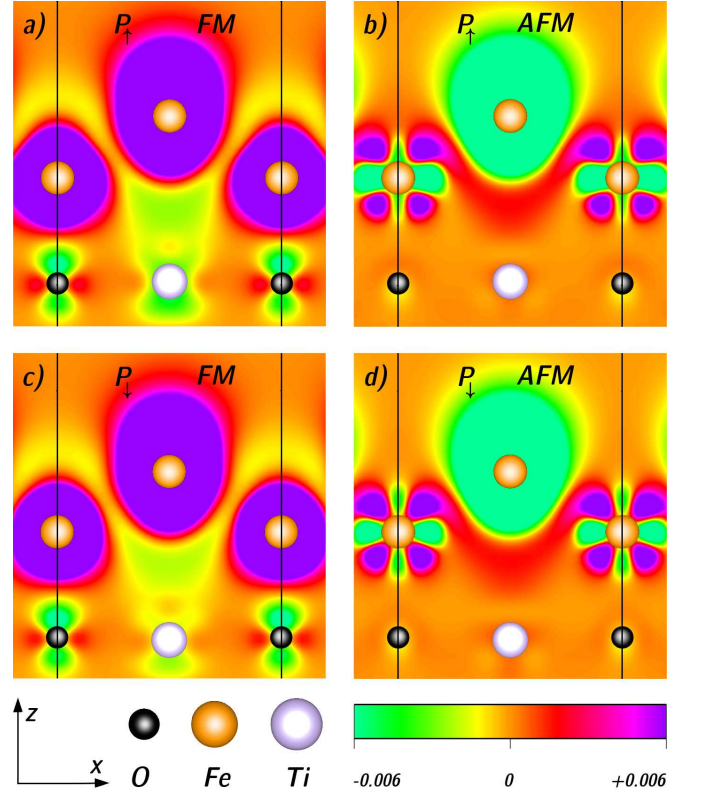 a) P↑ FM
b) P↑ AFM
c) P↓ FM
d) P↓ AFM
z
x
O Fe Ti
-0.006 0 +0.006